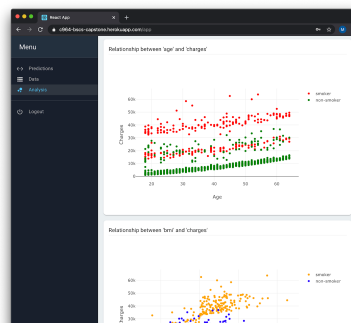 React App
c964-bscs-capstone.herokuapp.com/app
Menu
Predictions
Data
Analysis
Logout
Relationship between 'age' and 'charges'
smoker
non-smoker
60k
50k
40k
30k
20k
10k
0
Charges
20 30 40 50 60
Age
Relationship between 'bmi' and 'charges'
smoker
non-smoker
60k
50k
40k
30k
Charges